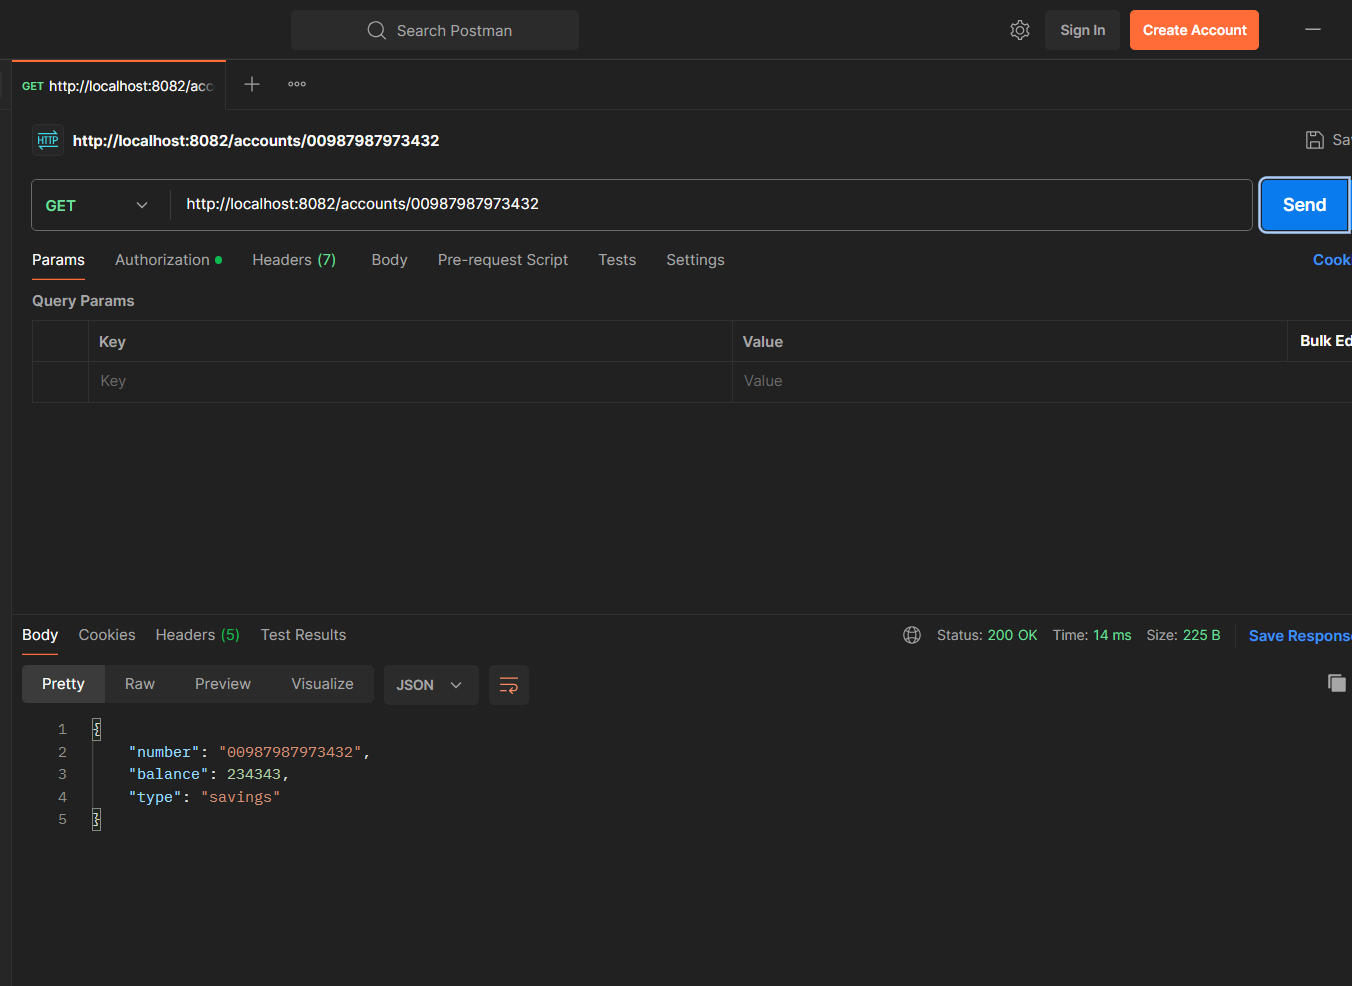 Search Postman
Sign In
Create Account
GET http://localhost:8082/acc
HTTP http://localhost:8082/accounts/00987987973432
Sa
GET http://localhost:8082/accounts/00987987973432
Send
Params Authorization Headers (7) Body Pre-request Script Tests Settings Cook
Query Params
Key Value Bulk Ed
Key Value
Body Cookies Headers (5) Test Results Status: 200 OK Time: 14 ms Size: 225 B Save Respons
Pretty Raw Preview Visualize JSON
1 {
2 "number": "00987987973432",
3 "balance": 234343,
4 "type": "savings"
5 }